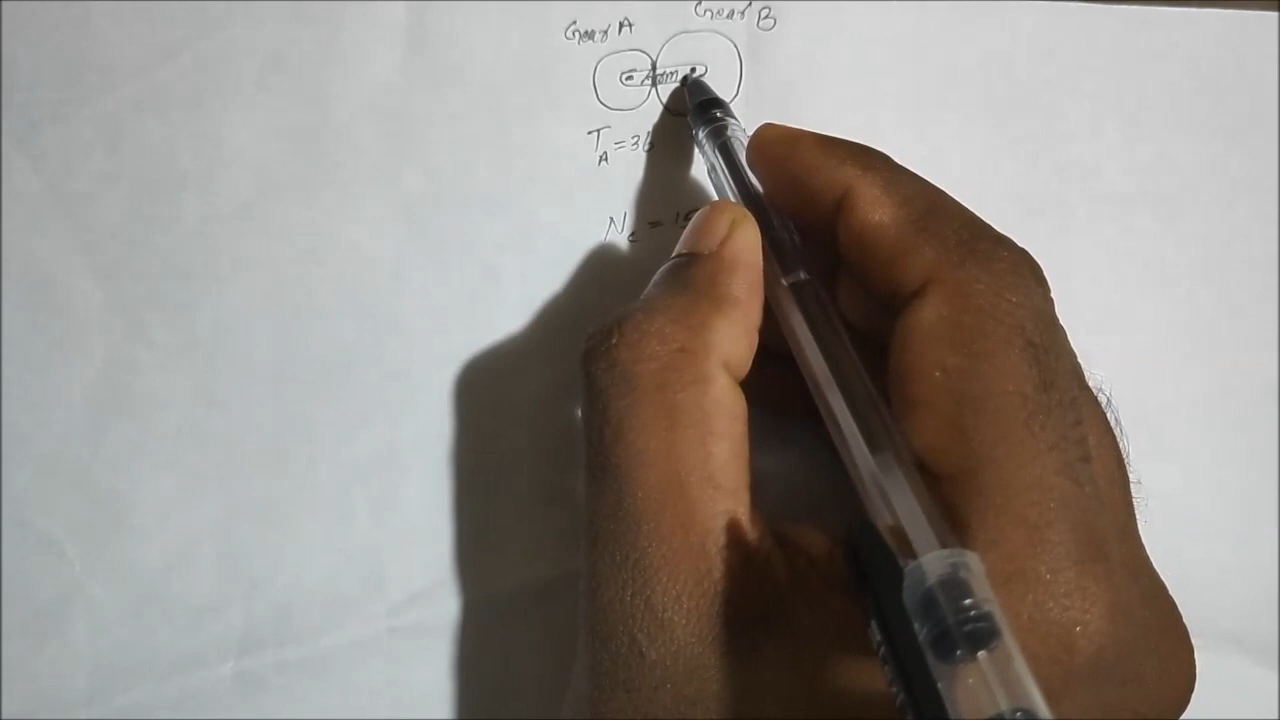 Gear A
Gear B
Arm
T_A = 36
N_c = 15